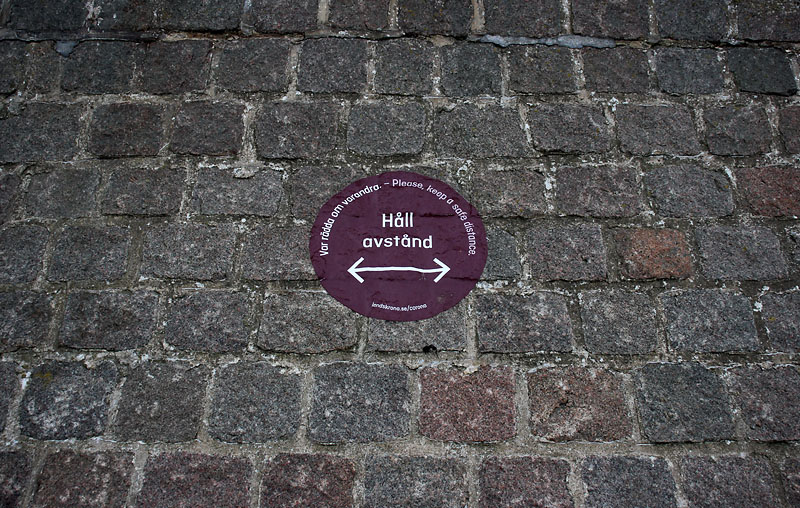 Var rädda om varandra. – Please, keep a safe distance.
Håll
avstånd
landskrona.se/corona